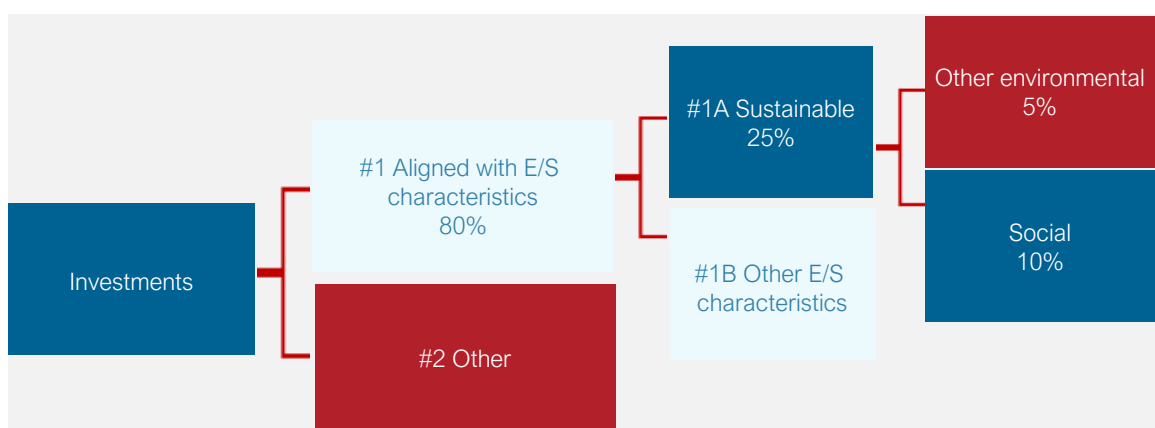 Investments
#1 Aligned with E/S
characteristics
80%
#2 Other
#1A Sustainable
25%
#1B Other E/S
characteristics
Other environmental
5%
Social
10%